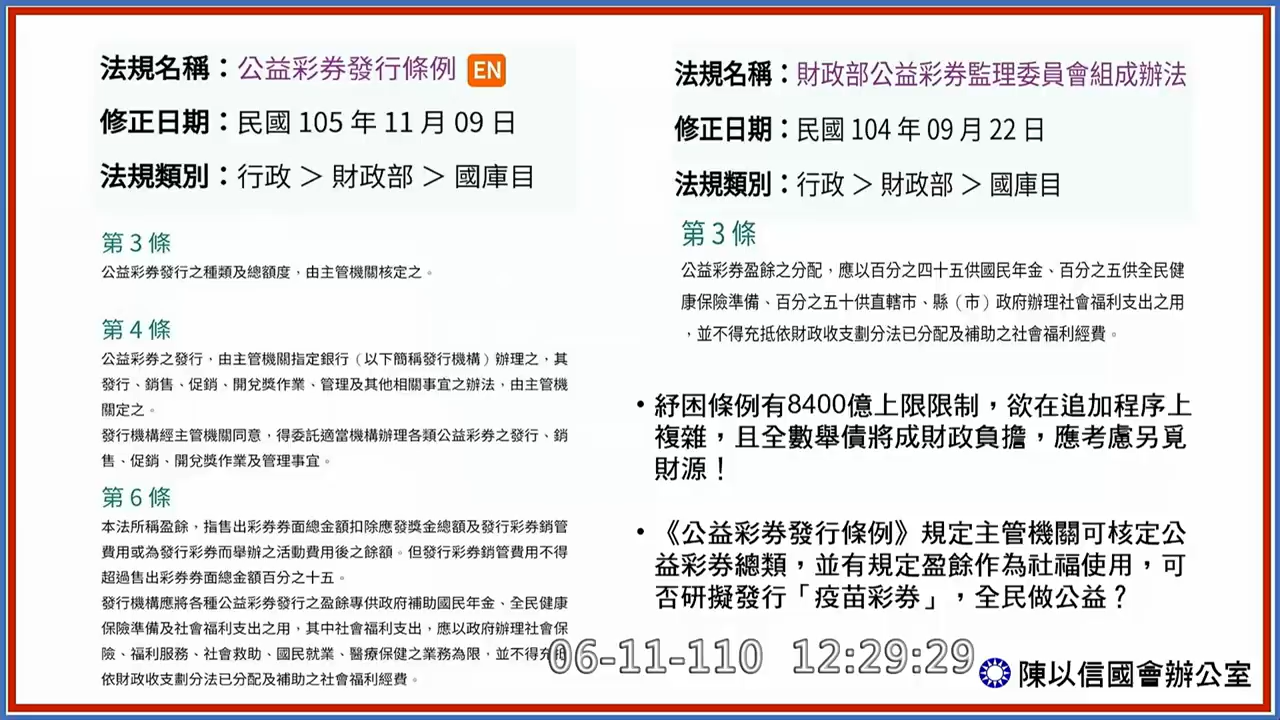 法規名稱：公益彩券發行條例 EN
修正日期：民國 105 年 11 月 09 日
法規類別：行政 ＞ 財政部 ＞ 國庫目
第 3 條
公益彩券發行之種類及總額度，由主管機關核定之。
第 4 條
公益彩券之發行，由主管機關指定銀行（以下簡稱發行機構）辦理之，其
發行、銷售、促銷、開兌獎作業、管理及其他相關事宜之辦法，由主管機
關定之。
發行機構經主管機關同意，得委託適當機構辦理各類公益彩券之發行、銷
售、促銷、開兌獎作業及管理事宜。
第 6 條
本法所稱盈餘，指售出彩券券面總金額扣除應發獎金總額及發行彩券銷管
費用或為發行彩券而舉辦之活動費用後之餘額。但發行彩券銷管費用不得
超過售出彩券券面總金額百分之十五。
發行機構應將各種公益彩券發行之盈餘專供政府補助國民年金、全民健康
保險準備及社會福利支出之用，其中社會福利支出，應以政府辦理社會保
險、福利服務、社會救助、國民就業、醫療保健之業務為限，並不得充抵
依財政收支劃分法已分配及補助之社會福利經費。
法規名稱：財政部公益彩券監理委員會組成辦法
修正日期：民國 104 年 09 月 22 日
法規類別：行政 ＞ 財政部 ＞ 國庫目
第 3 條
公益彩券盈餘之分配，應以百分之四十五供國民年金、百分之五供全民健
康保險準備、百分之五十供直轄市、縣（市）政府辦理社會福利支出之用
，並不得充抵依財政收支劃分法已分配及補助之社會福利經費。
• 紓困條例有8400億上限限制，欲在追加程序上
複雜，且全數舉債將成財政負擔，應考慮另覓
財源！
• 《公益彩券發行條例》規定主管機關可核定公
益彩券總類，並有規定盈餘作為社福使用，可
否研擬發行「疫苗彩券」，全民做公益？
06-11-110 12:29:29
陳以信國會辦公室